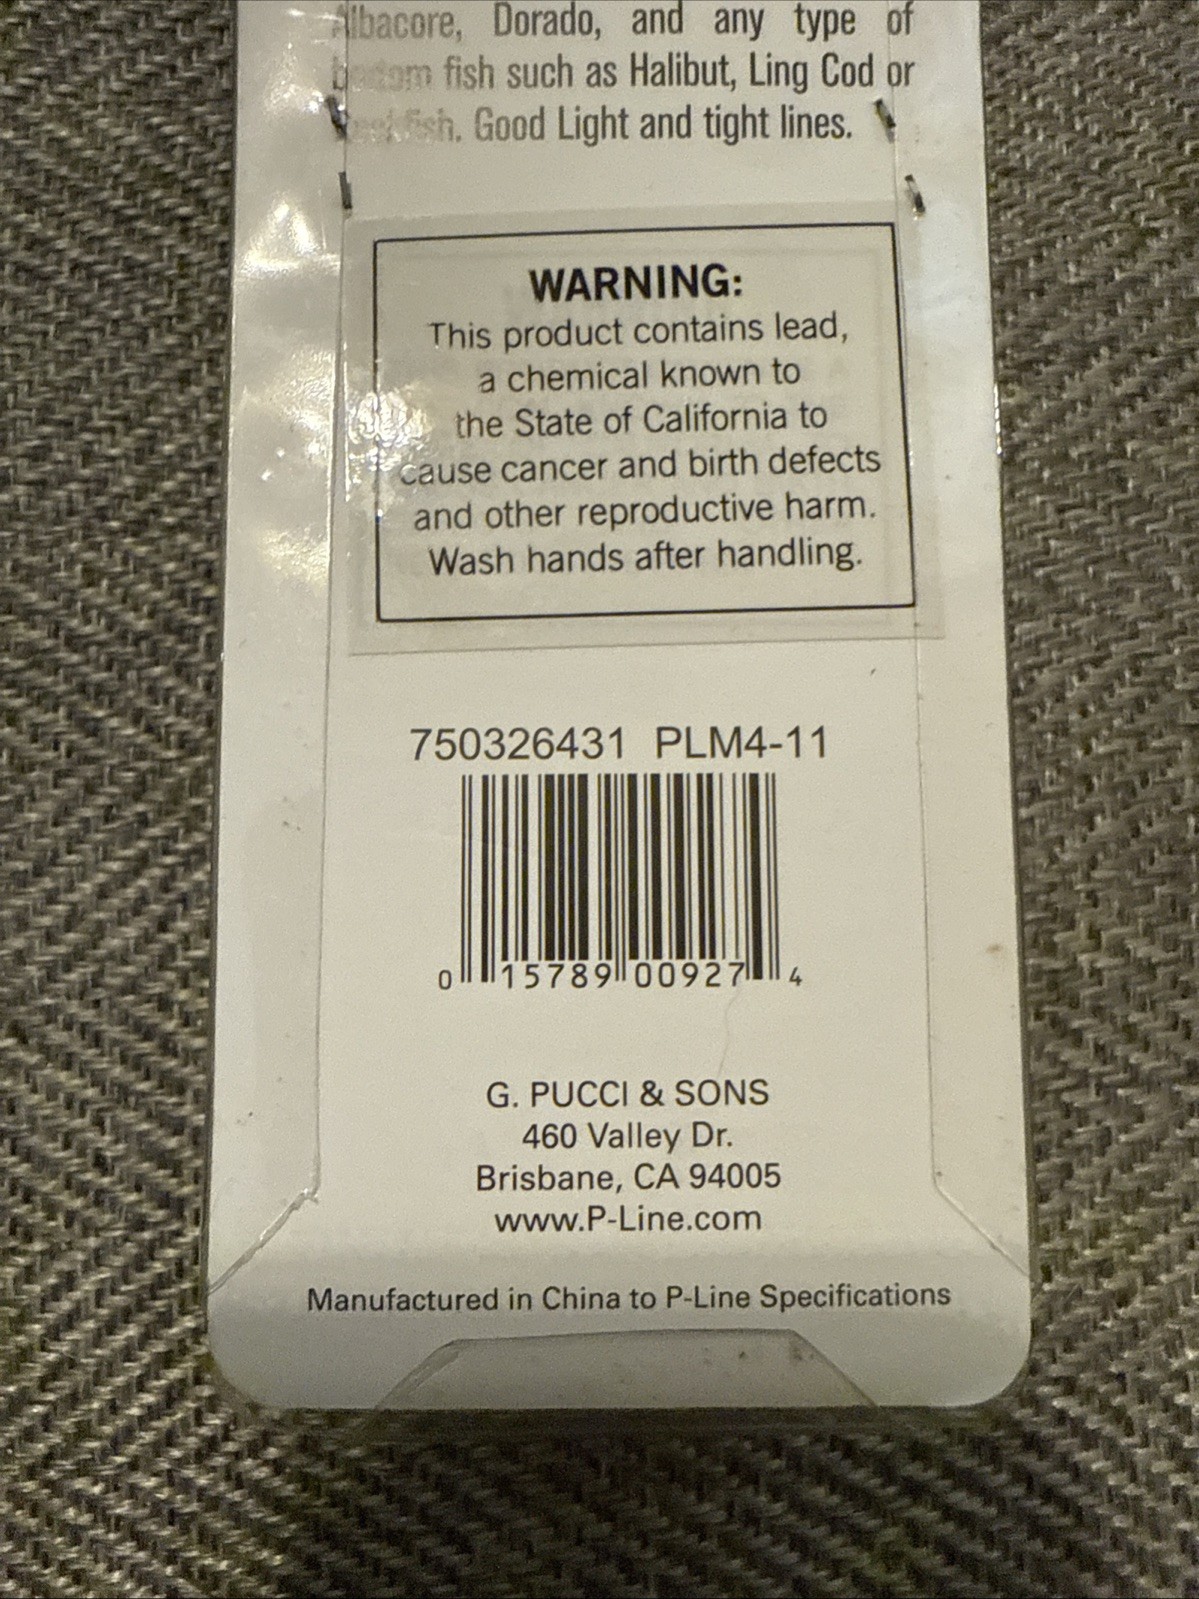 Albacore, Dorado, and any type of
bottom fish such as Halibut, Ling Cod or
Good Light and tight lines.
WARNING:
This product contains lead,
a chemical known to
the State of California to
cause cancer and birth defects
and other reproductive harm.
Wash hands after handling.
750326431 PLM4-11
0 15789 00927 4
G. PUCCI & SONS
460 Valley Dr.
Brisbane, CA 94005
www.P-Line.com
Manufactured in China to P-Line Specifications